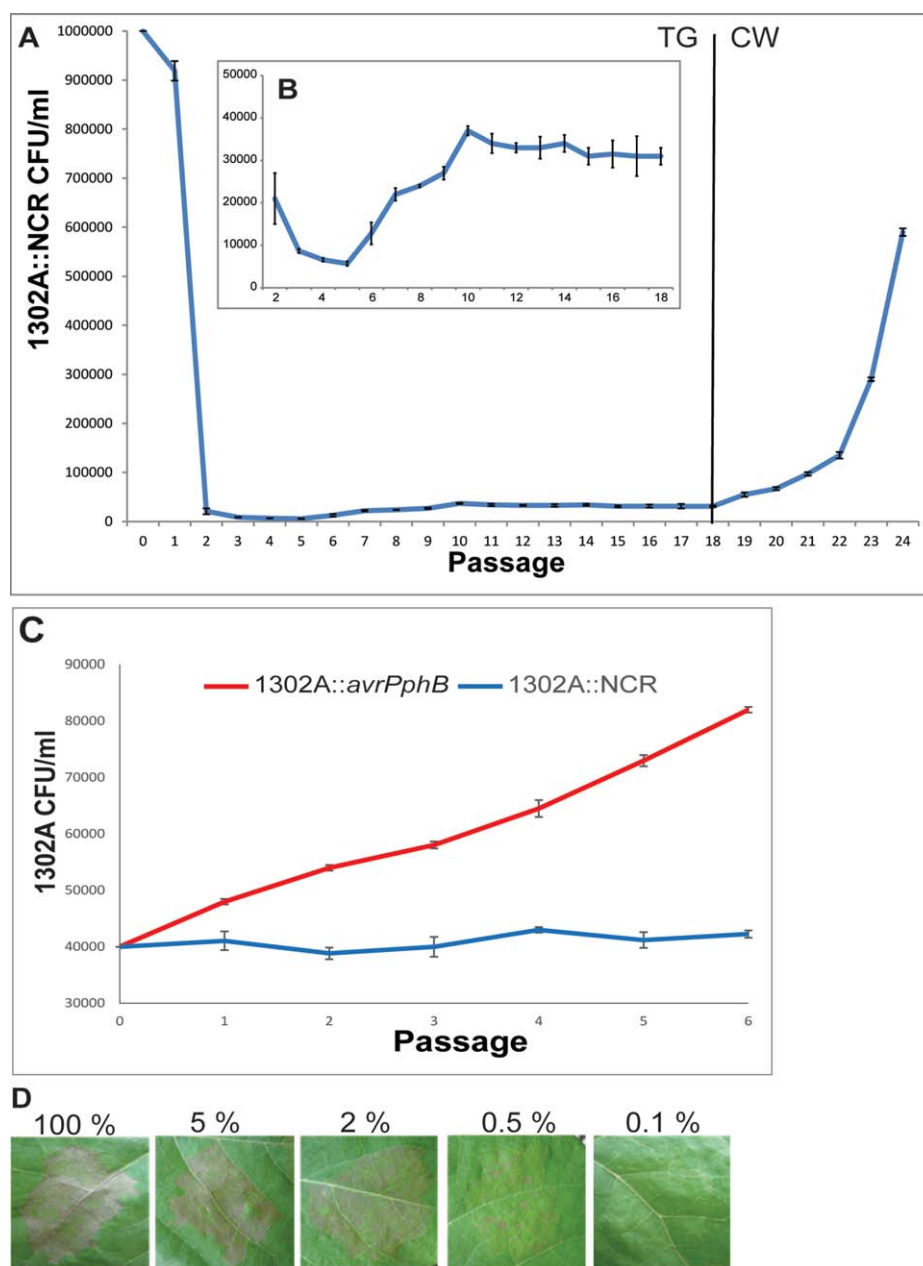 A
TG CW
1302A::NCR CFU/ml
1000000
900000
800000
700000
600000
500000
400000
300000
200000
100000
0
B
50000
40000
30000
20000
10000
0
2 4 6 8 10 12 14 16 18
0 1 2 3 4 5 6 7 8 9 10 11 12 13 14 15 16 17 18 19 20 21 22 23 24
Passage
C
1302A::avrPphB 1302A::NCR
1302A CFU/ml
90000
80000
70000
60000
50000
40000
30000
0 1 2 3 4 5 6
Passage
D
100 % 5 % 2 % 0.5 % 0.1 %